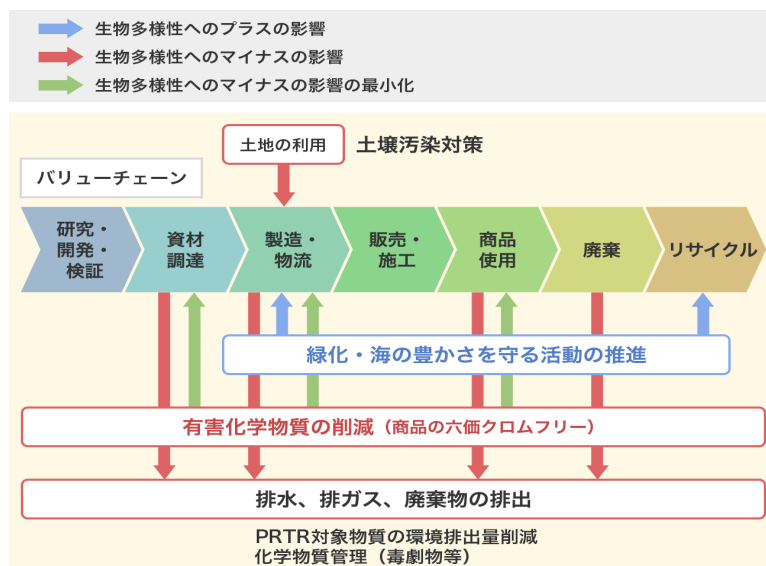 生物多様性へのプラスの影響
生物多様性へのマイナスの影響
生物多様性へのマイナスの影響の最小化
土地の利用
土壌汚染対策
バリューチェーン
研究・
開発・
検証
資材
調達
製造・
物流
販売・
施工
商品
使用
廃棄
リサイクル
緑化・海の豊かさを守る活動の推進
有害化学物質の削減（商品の六価クロムフリー）
排水、排ガス、廃棄物の排出
PRTR対象物質の環境排出量削減
化学物質管理（毒劇物等）